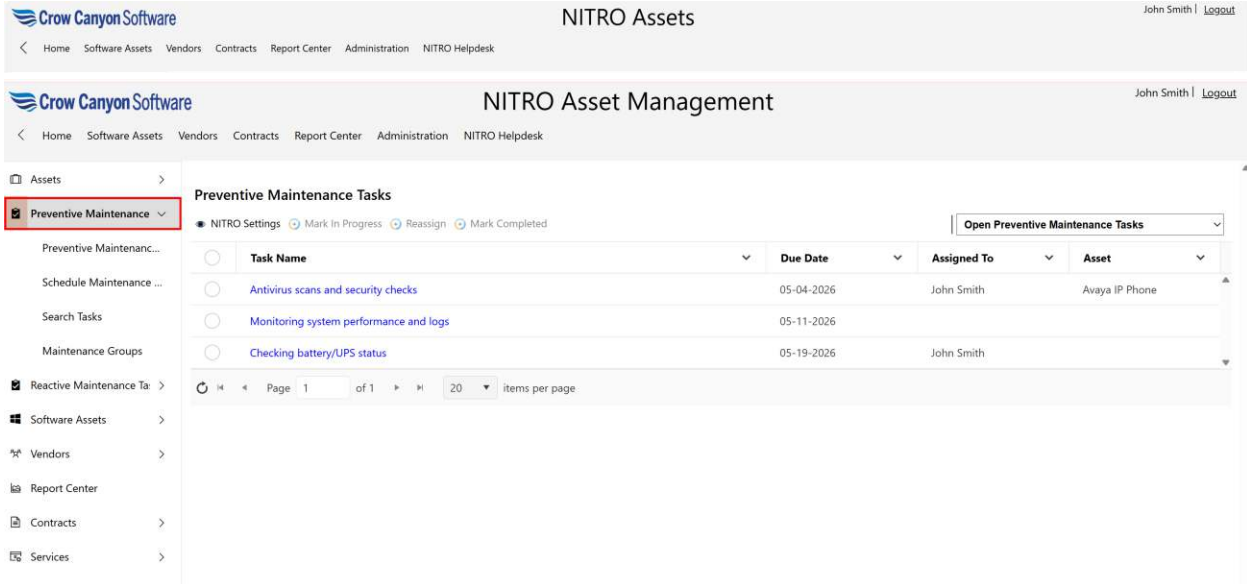 Crow Canyon Software
NITRO Assets
John Smith | Logout
Home Software Assets Vendors Contracts Report Center Administration NITRO Helpdesk
Crow Canyon Software
NITRO Asset Management
John Smith | Logout
Home Software Assets Vendors Contracts Report Center Administration NITRO Helpdesk
Assets
Preventive Maintenance
Preventive Maintenanc...
Schedule Maintenance ...
Search Tasks
Maintenance Groups
Reactive Maintenance Ta
Software Assets
Vendors
Report Center
Contracts
Services
Preventive Maintenance Tasks
NITRO Settings Mark In Progress Reassign Mark Completed
Open Preventive Maintenance Tasks
Task Name Due Date Assigned To Asset
Antivirus scans and security checks 05-04-2026 John Smith Avaya IP Phone
Monitoring system performance and logs 05-11-2026
Checking battery/UPS status 05-19-2026 John Smith
Page 1 of 1 20 items per page